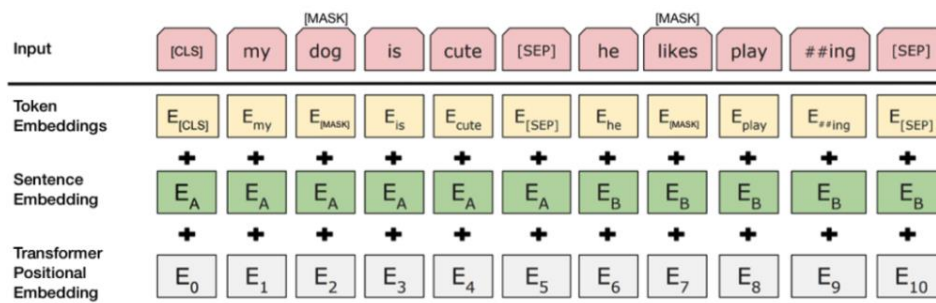 [MASK] [MASK]
Input [CLS] my dog is cute [SEP] he likes play ##ing [SEP]
Token
Embeddings
E[CLS] Emy E[MASK] Eis Ecute E[SEP] Ehe E[MASK] Eplay E##ing E[SEP]
+ + + + + + + + + + +
Sentence
Embedding
EA EA EA EA EA EA EB EB EB EB EB
+ + + + + + + + + + +
Transformer
Positional
Embedding
E0 E1 E2 E3 E4 E5 E6 E7 E8 E9 E10